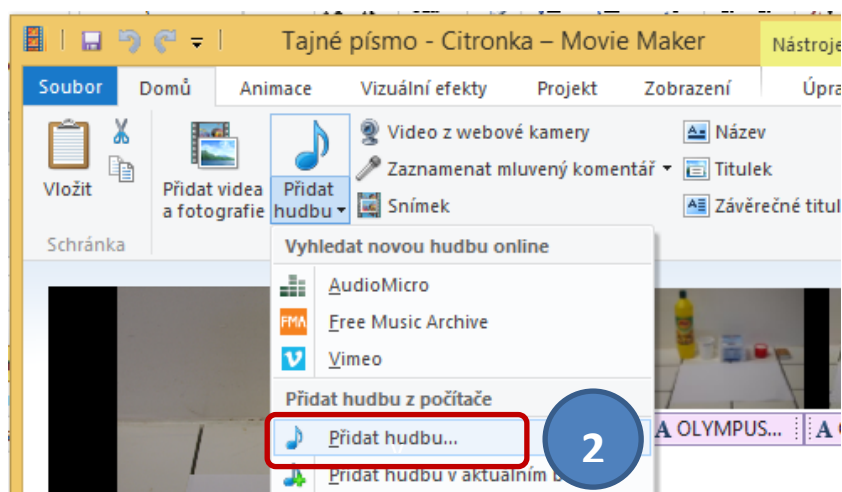 Tajné písmo - Citronka – Movie Maker
Nástroje
Soubor Domů Animace Vizuální efekty Projekt Zobrazení
Vložit
Schránka
Přidat videa
a fotografie
Přidat
hudbu
Video z webové kamery
Zaznamenat mluvený komentář
Snímek
Název
Titulek
Závěrečné
Vyhledat novou hudbu online
AudioMicro
FMA Free Music Archive
Vimeo
Přidat hudbu z počítače
Přidat hudbu...
2
Přidat hudbu v aktuálním
A OLYMPUS...
A